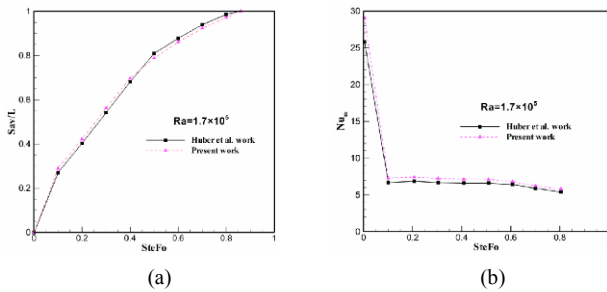 1
0.8
0.6
0.4
0.2
0
Sav/L
Ra=1.7×10⁵
Huber et al. work
Present work
0 0.2 0.4 0.6 0.8 1
SteFo
(a)
30
25
20
15
10
5
0
Ra=1.7×10⁵
Huber et al. work
Present work
0 0.2 0.4 0.6 0.8
SteFo
(b)